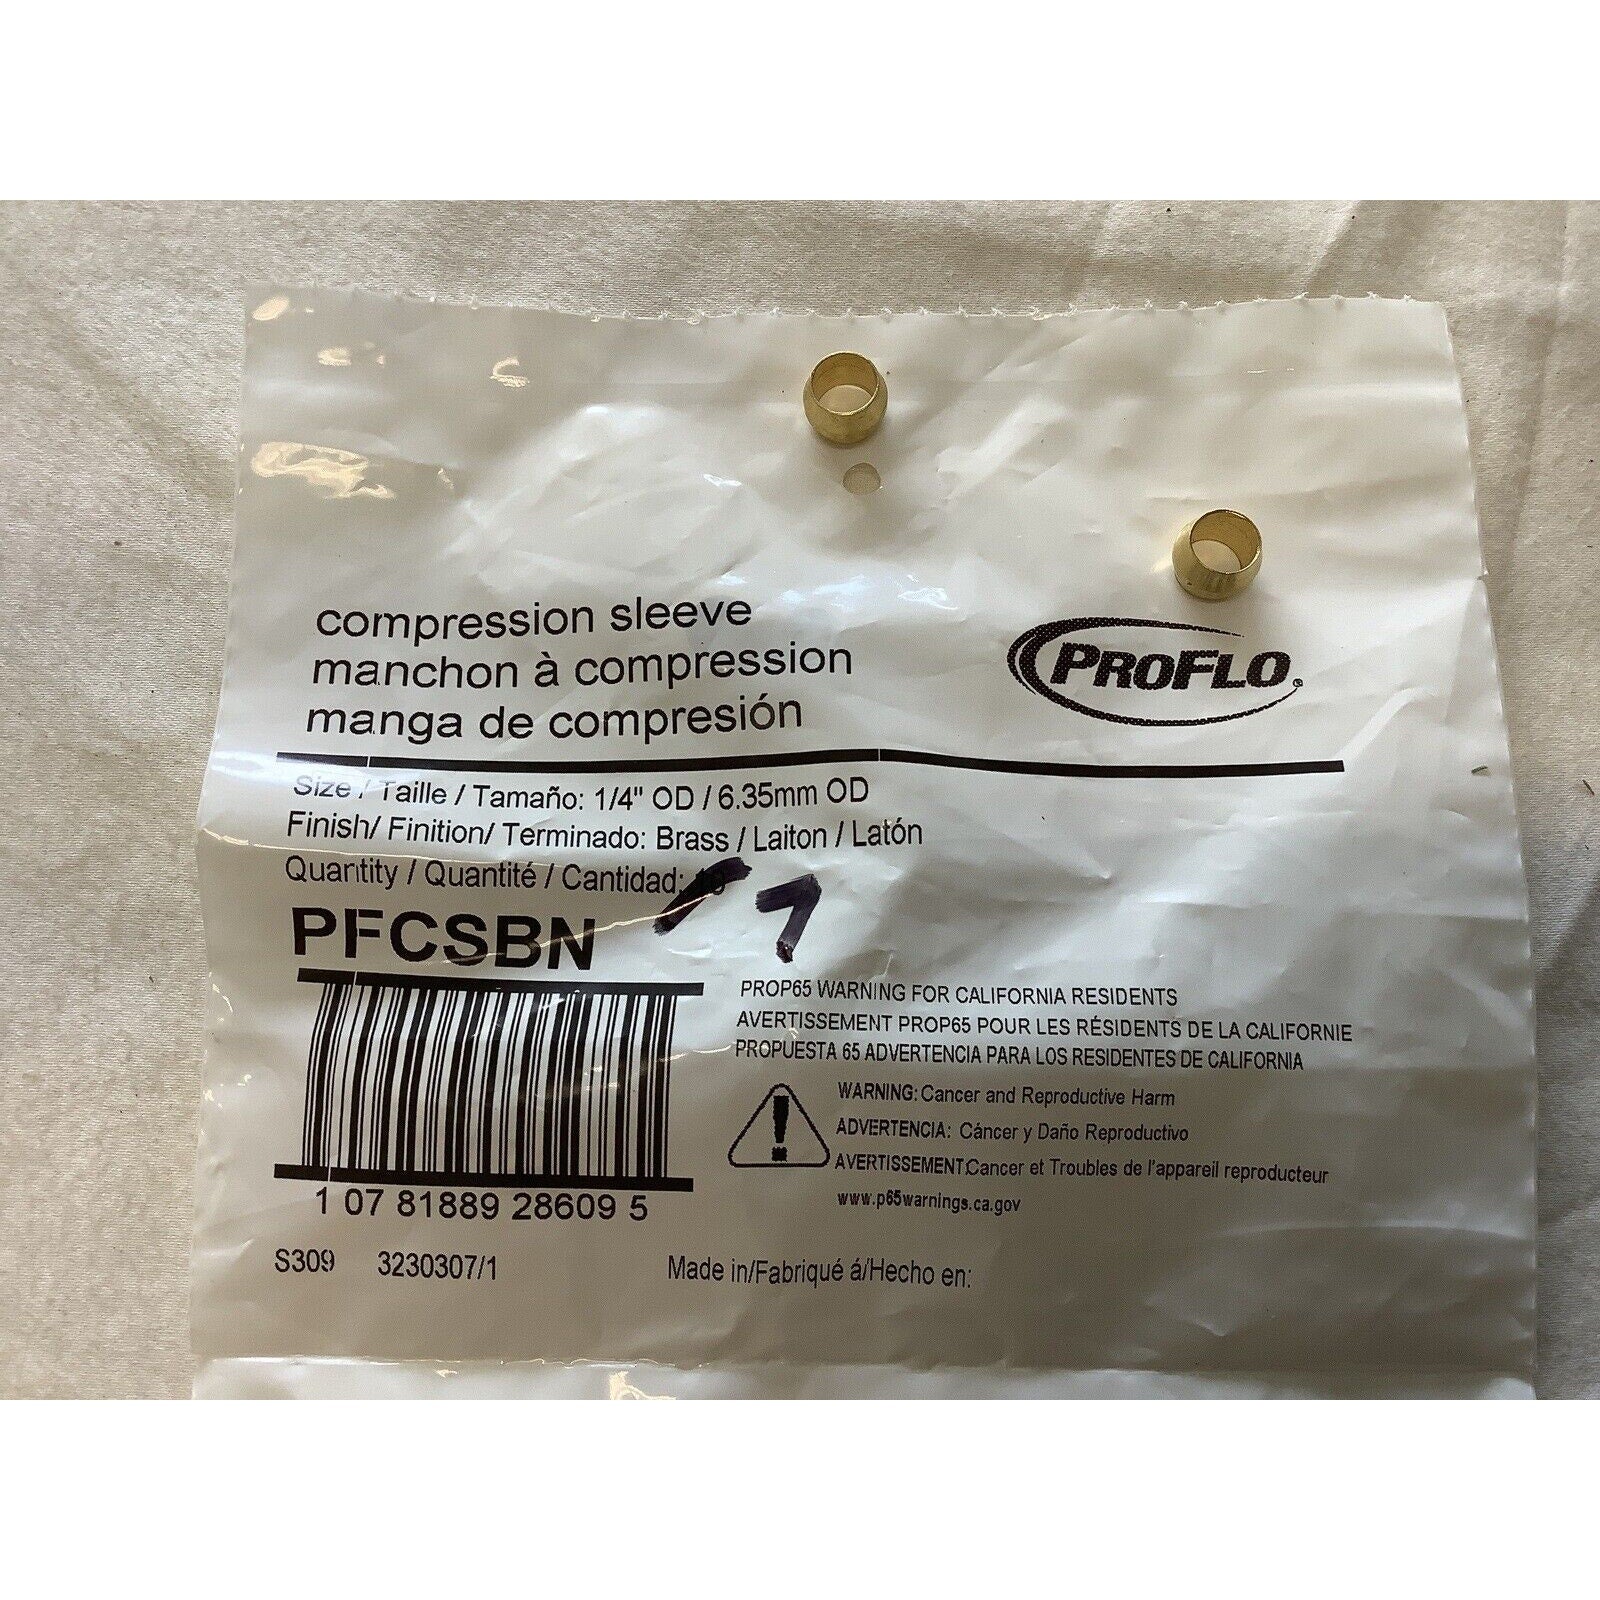 compression sleeve
manchon à compression
manga de compresión
PROFLO®
Size / Taille / Tamaño: 1/4" OD / 6.35mm OD
Finish/ Finition/ Terminado: Brass / Laiton / Latón
Quantity / Quantité / Cantidad:
7
PFCSBN
1 07 81889 28609 5
PROP65 WARNING FOR CALIFORNIA RESIDENTS
AVERTISSEMENT PROP65 POUR LES RÉSIDENTS DE LA CALIFORNIE
PROPUESTA 65 ADVERTENCIA PARA LOS RESIDENTES DE CALIFORNIA
WARNING: Cancer and Reproductive Harm
ADVERTENCIA: Cáncer y Daño Reproductivo
AVERTISSEMENT:Cancer et Troubles de l'appareil reproducteur
www.p65warnings.ca.gov
S309 3230307/1
Made in/Fabriqué á/Hecho en: